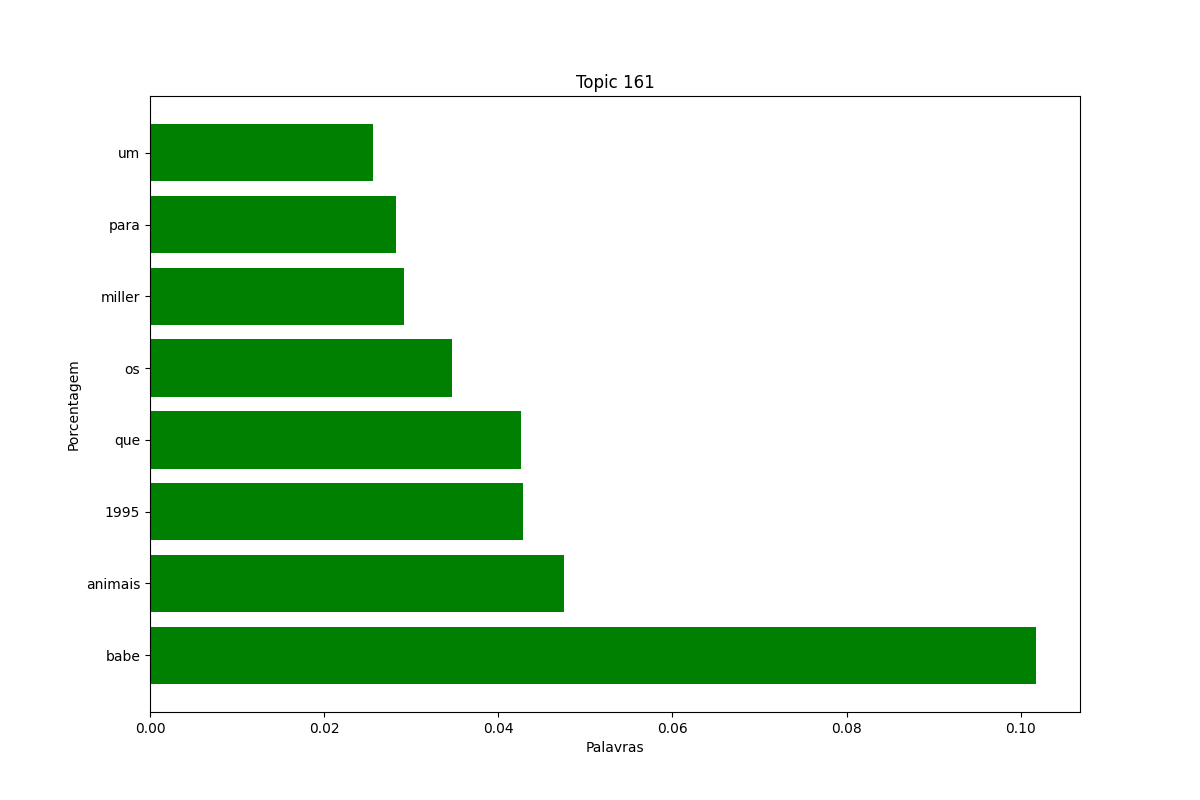 Topic 161
um
para
miller
os
que
1995
animais
babe
Porcentagem
0.00 0.02 0.04 0.06 0.08 0.10
Palavras